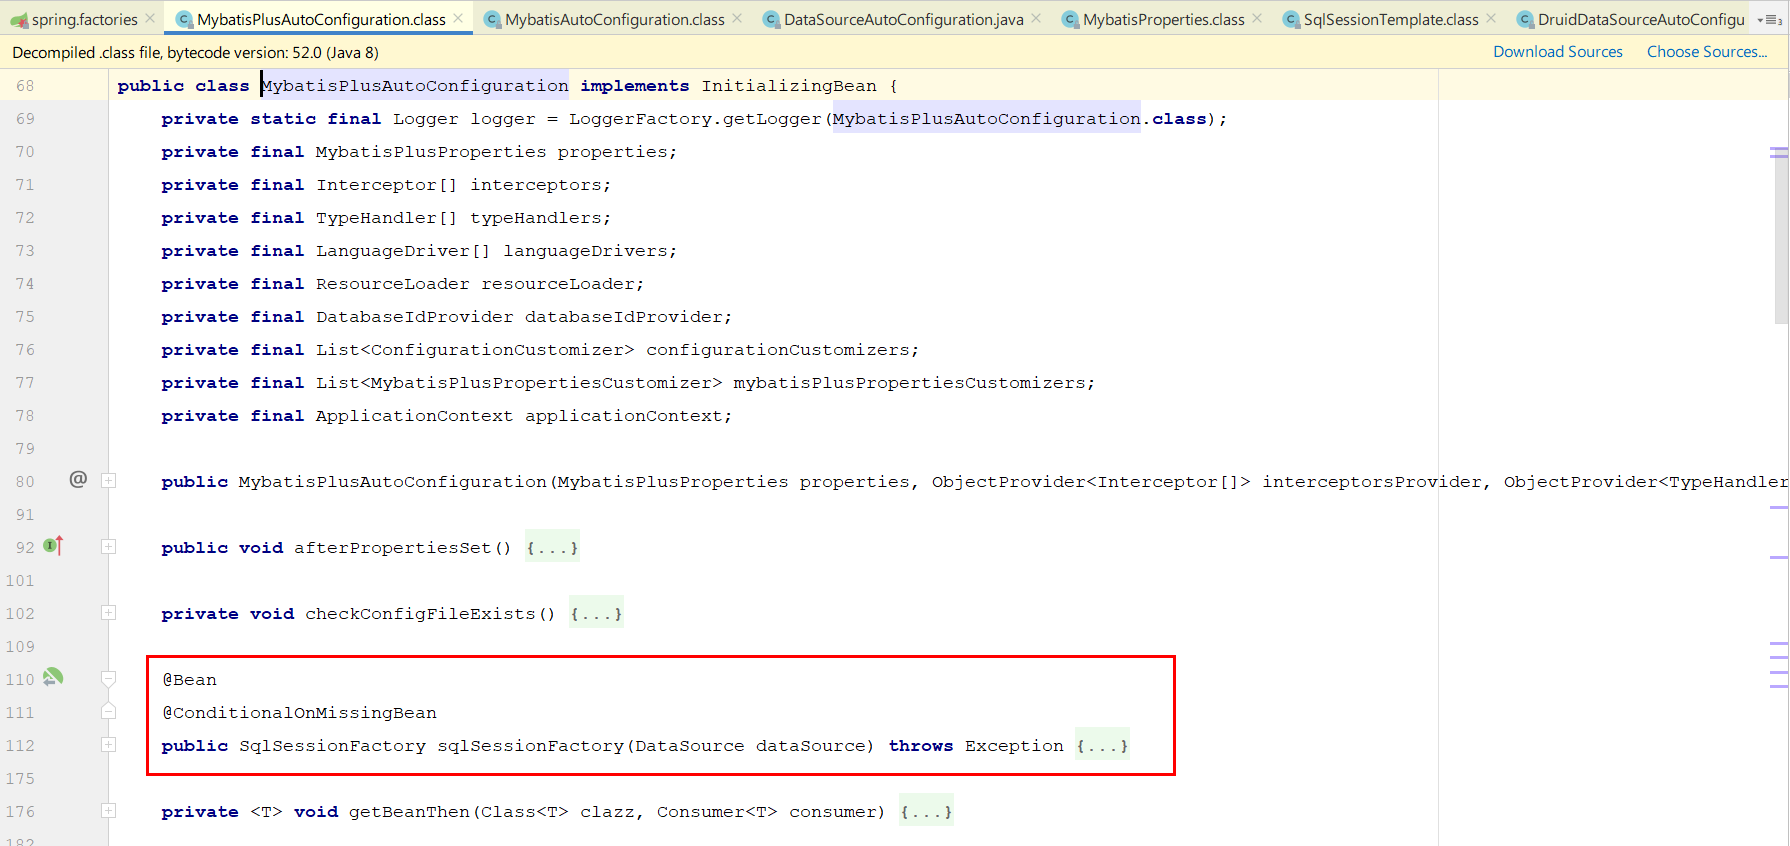 spring.factories MybatisPlusAutoConfiguration.class MybatisAutoConfiguration.class DataSourceAutoConfiguration.java MybatisProperties.class SqlSessionTemplate.class DruidDataSourceAutoConfigu
Decompiled .class file, bytecode version: 52.0 (Java 8) Download Sources Choose Sources...
68 public class MybatisPlusAutoConfiguration implements InitializingBean {
69 private static final Logger logger = LoggerFactory.getLogger(MybatisPlusAutoConfiguration.class);
70 private final MybatisPlusProperties properties;
71 private final Interceptor[] interceptors;
72 private final TypeHandler[] typeHandlers;
73 private final LanguageDriver[] languageDrivers;
74 private final ResourceLoader resourceLoader;
75 private final DatabaseIdProvider databaseIdProvider;
76 private final List<ConfigurationCustomizer> configurationCustomizers;
77 private final List<MybatisPlusPropertiesCustomizer> mybatisPlusPropertiesCustomizers;
78 private final ApplicationContext applicationContext;
79
80 @ public MybatisPlusAutoConfiguration(MybatisPlusProperties properties, ObjectProvider<Interceptor[]> interceptorsProvider, ObjectProvider<TypeHandler
91
92 public void afterPropertiesSet() {...}
101
102 private void checkConfigFileExists() {...}
109
110 @Bean
111 @ConditionalOnMissingBean
112 public SqlSessionFactory sqlSessionFactory(DataSource dataSource) throws Exception {...}
175
176 private <T> void getBeanThen(Class<T> clazz, Consumer<T> consumer) {...}
182